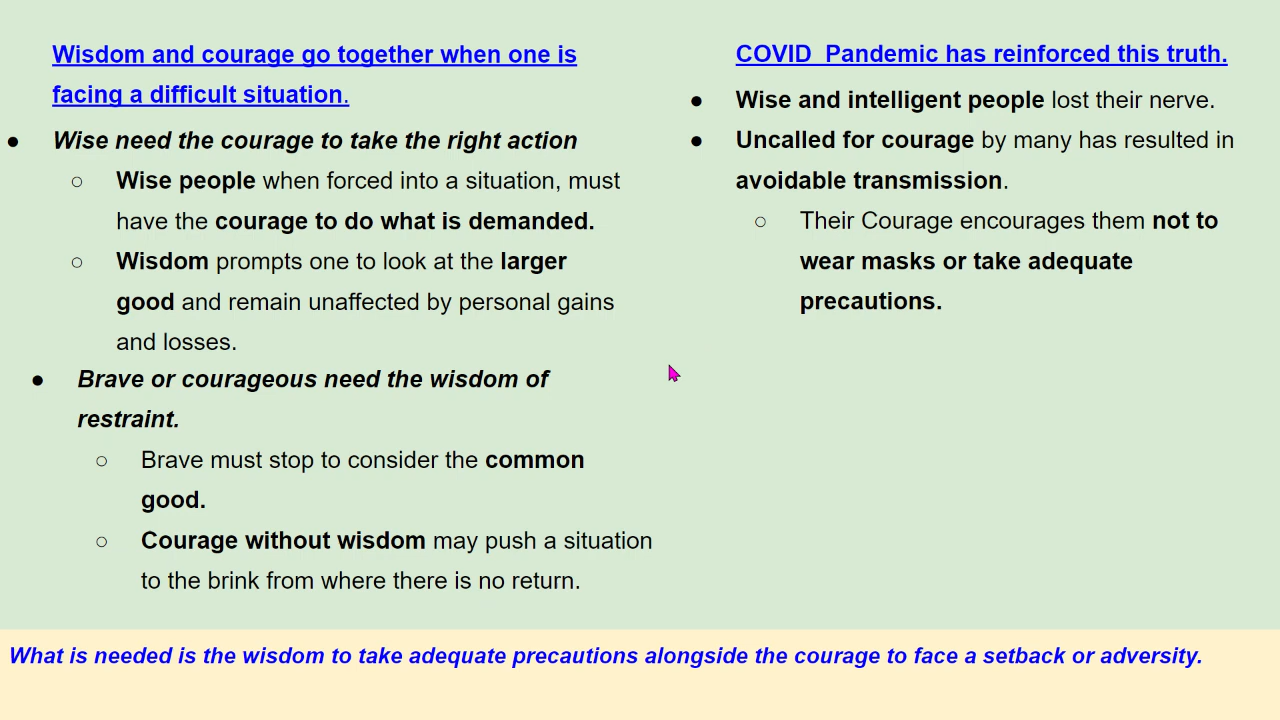 Wisdom and courage go together when one is
facing a difficult situation.
● Wise need the courage to take the right action
○ Wise people when forced into a situation, must
have the courage to do what is demanded.
○ Wisdom prompts one to look at the larger
good and remain unaffected by personal gains
and losses.
● Brave or courageous need the wisdom of
restraint.
○ Brave must stop to consider the common
good.
○ Courage without wisdom may push a situation
to the brink from where there is no return.
COVID  Pandemic has reinforced this truth.
● Wise and intelligent people lost their nerve.
● Uncalled for courage by many has resulted in
avoidable transmission.
○ Their Courage encourages them not to
wear masks or take adequate
precautions.
What is needed is the wisdom to take adequate precautions alongside the courage to face a setback or adversity.